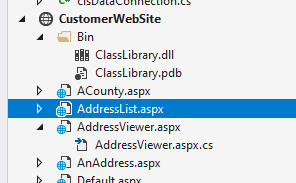 clsDataConnection.cs
CustomerWebSite
Bin
ClassLibrary.dll
ClassLibrary.pdb
ACounty.aspx
AddressList.aspx
AddressViewer.aspx
AddressViewer.aspx.cs
AnAddress.aspx
Default.aspx